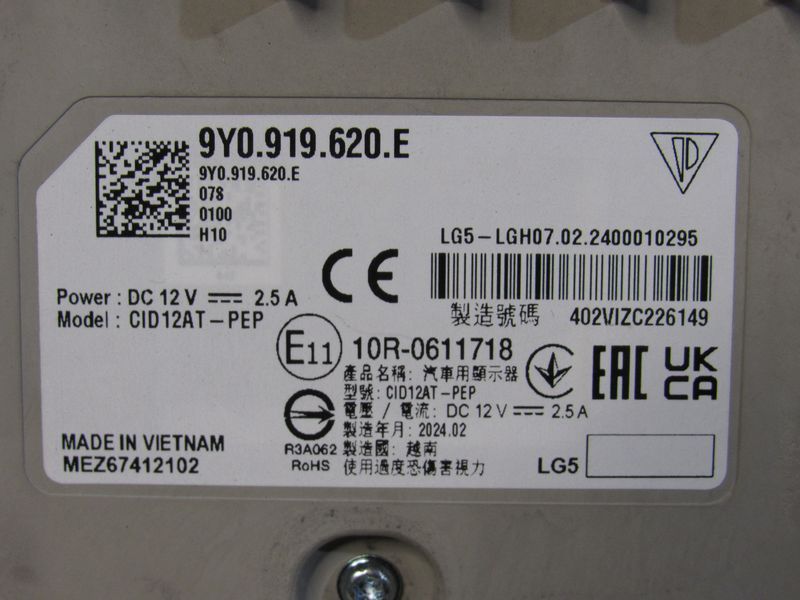 9Y0.919.620.E
9Y0.919.620.E
078
0100
H10
LG5-LGH07.02.2400010295
製造號碼 402VIZC226149
Power : DC 12 V ⎓ 2.5 A
Model : CID12AT-PEP
CE
E11 10R-0611718
產品名稱: 汽車用顯示器
型號: CID12AT-PEP
電壓 / 電流: DC 12 V ⎓ 2.5 A
製造年月: 2024.02
製造國: 越南
使用過度恐傷害視力
R3A062
RoHS
EAC
UK
CA
MADE IN VIETNAM
MEZ67412102
LG5